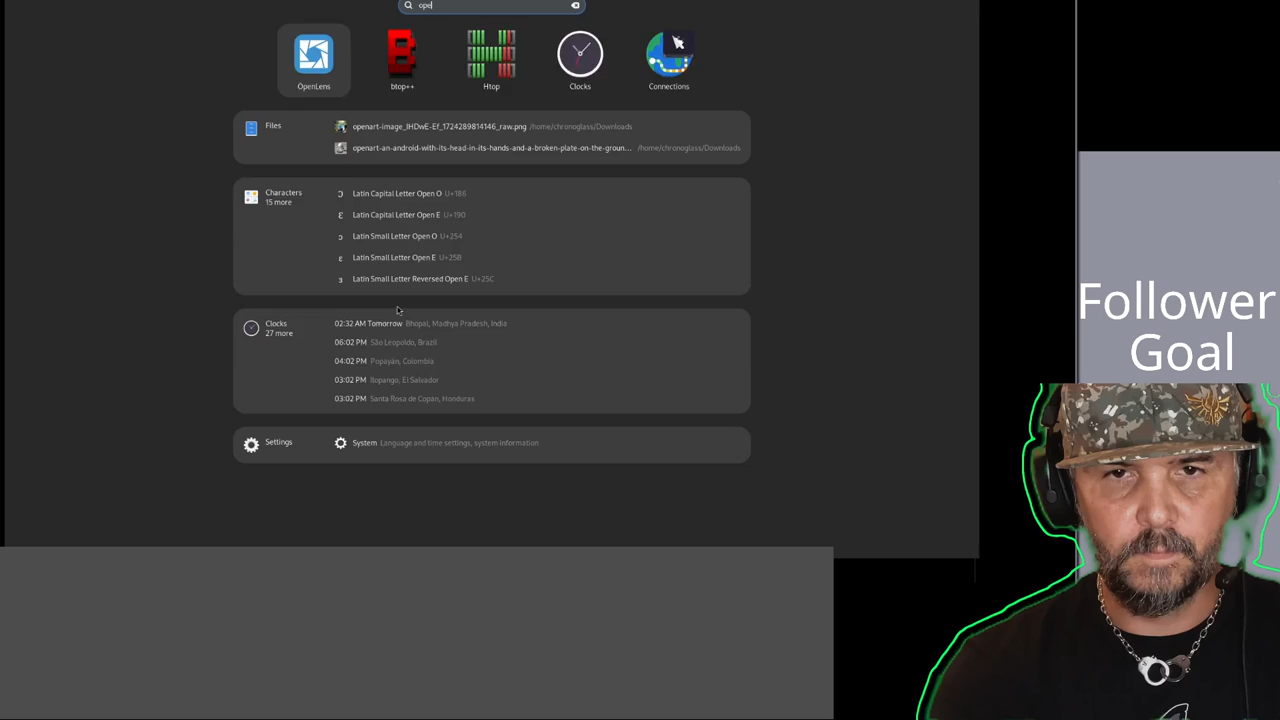 ope
OpenLens
btop++
Htop
Clocks
Connections
Files
openart-image_IHDwE-Ef_1724289814146_raw.png /home/chronoglass/Downloads
openart-an-android-with-its-head-in-its-hands-and-a-broken-plate-on-the-groun... /home/chronoglass/Downloads
Characters
15 more
Ɔ Latin Capital Letter Open O U+186
Ɛ Latin Capital Letter Open E U+190
ɔ Latin Small Letter Open O U+254
ɛ Latin Small Letter Open E U+25B
ɜ Latin Small Letter Reversed Open E U+25C
Clocks
27 more
02:32 AM Tomorrow Bhopal, Madhya Pradesh, India
06:02 PM São Leopoldo, Brazil
04:02 PM Popayán, Colombia
03:02 PM Ilopango, El Salvador
03:02 PM Santa Rosa de Copán, Honduras
Settings
System Language and time settings, system information
Follower
Goal